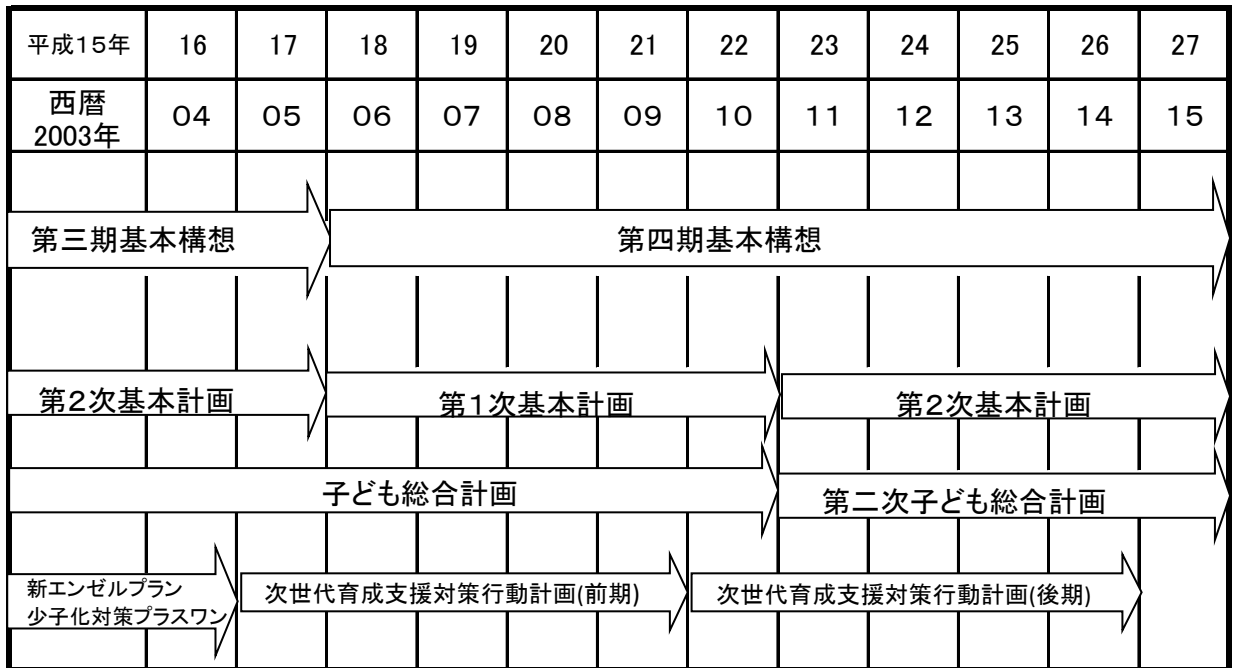 平成15年 16 17 18 19 20 21 22 23 24 25 26 27
西暦
2003年 04 05 06 07 08 09 10 11 12 13 14 15
第三期基本構想 第四期基本構想
第2次基本計画 第1次基本計画 第2次基本計画
子ども総合計画 第二次子ども総合計画
新エンゼルプラン
少子化対策プラスワン
次世代育成支援対策行動計画(前期) 次世代育成支援対策行動計画(後期)